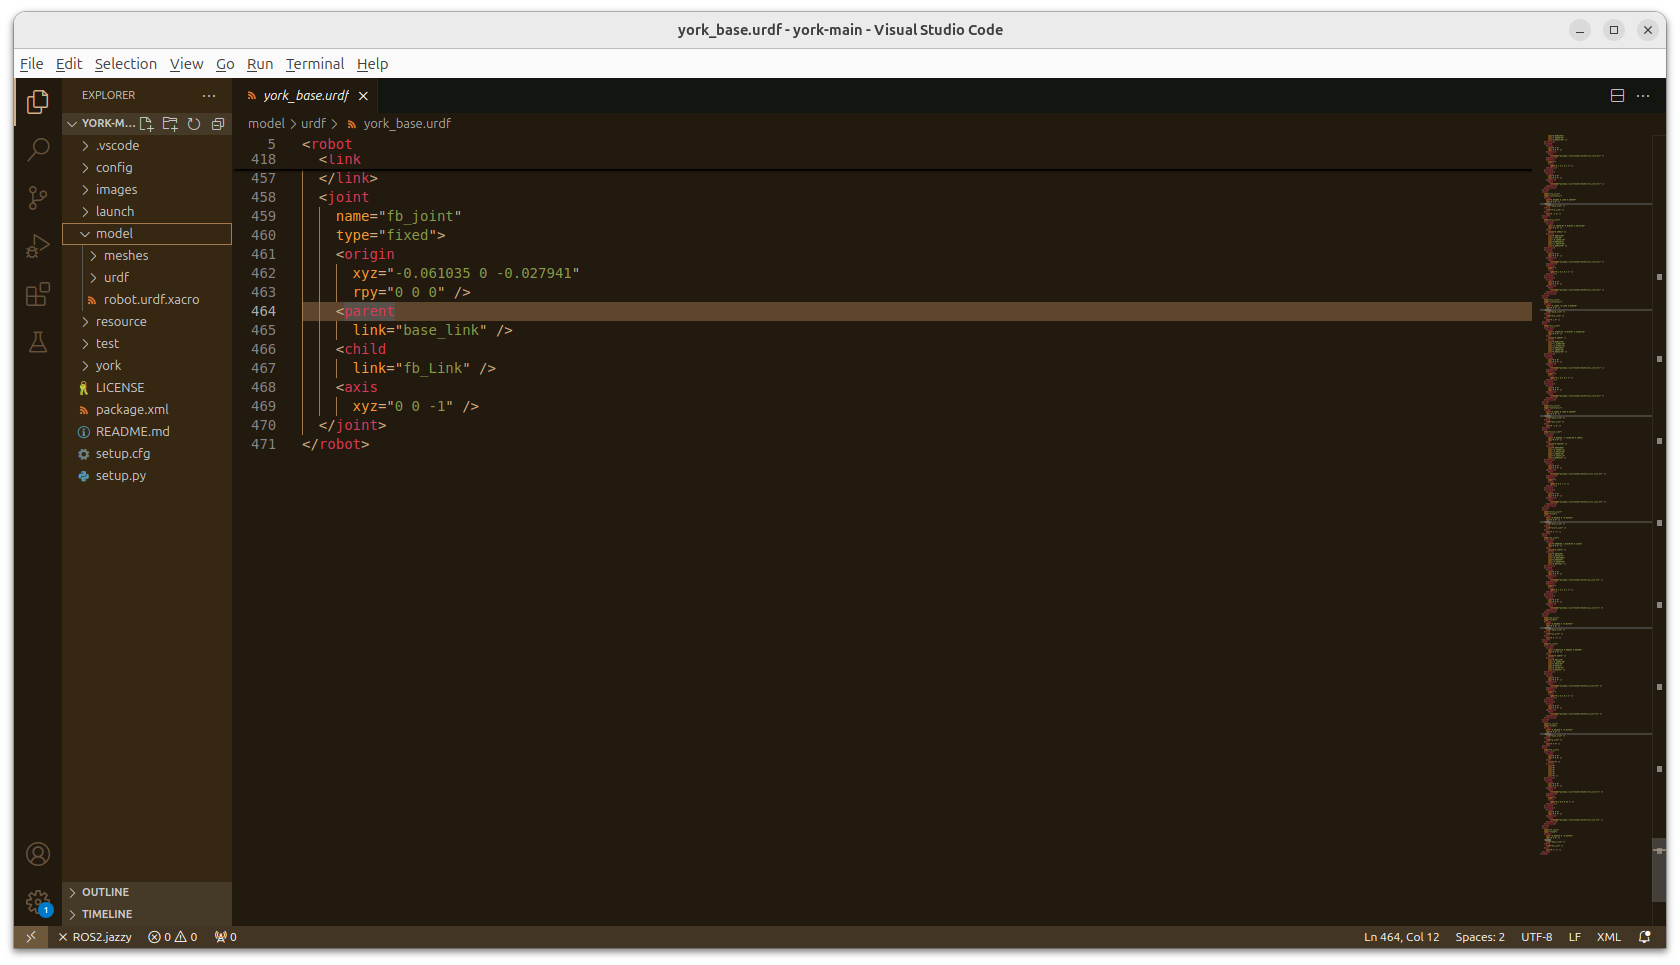 york_base.urdf - york-main - Visual Studio Code
File Edit Selection View Go Run Terminal Help
EXPLORER
YORK-M...
.vscode
config
images
launch
model
meshes
urdf
robot.urdf.xacro
resource
test
york
LICENSE
package.xml
README.md
setup.cfg
setup.py
OUTLINE
TIMELINE
1
york_base.urdf
model > urdf > york_base.urdf
5 <robot
418 <link
457 </link>
458 <joint
459 name="fb_joint"
460 type="fixed">
461 <origin
462 xyz="-0.061035 0 -0.027941"
463 rpy="0 0 0" />
464 <parent
465 link="base_link" />
466 <child
467 link="fb_Link" />
468 <axis
469 xyz="0 0 -1" />
470 </joint>
471 </robot>
ROS2.jazzy 0 0 0 Ln 464, Col 12 Spaces: 2 UTF-8 LF XML